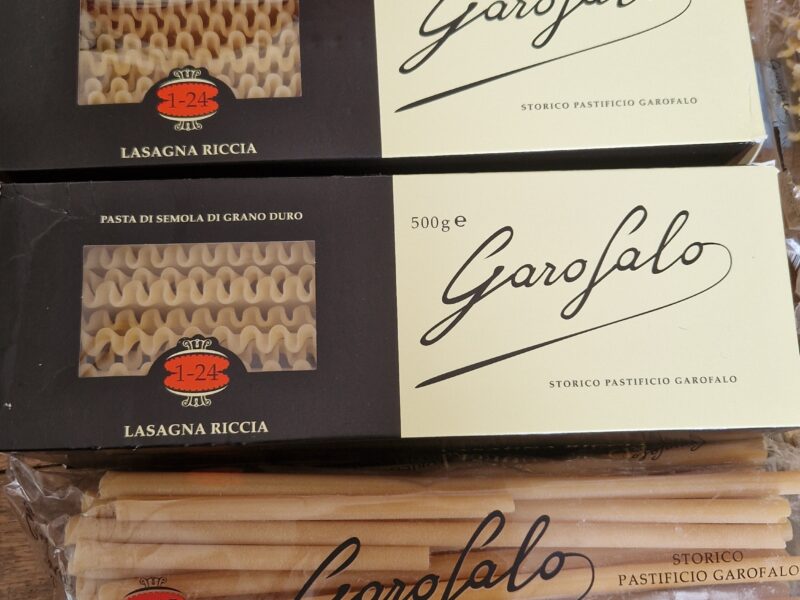 Garofalo
1-24
STORICO PASTIFICIO GAROFALO
LASAGNA RICCIA
PASTA DI SEMOLA DI GRANO DURO
500g e
Garofalo
1-24
STORICO PASTIFICIO GAROFALO
LASAGNA RICCIA
Garofalo
STORICO
PASTIFICIO GAROFALO